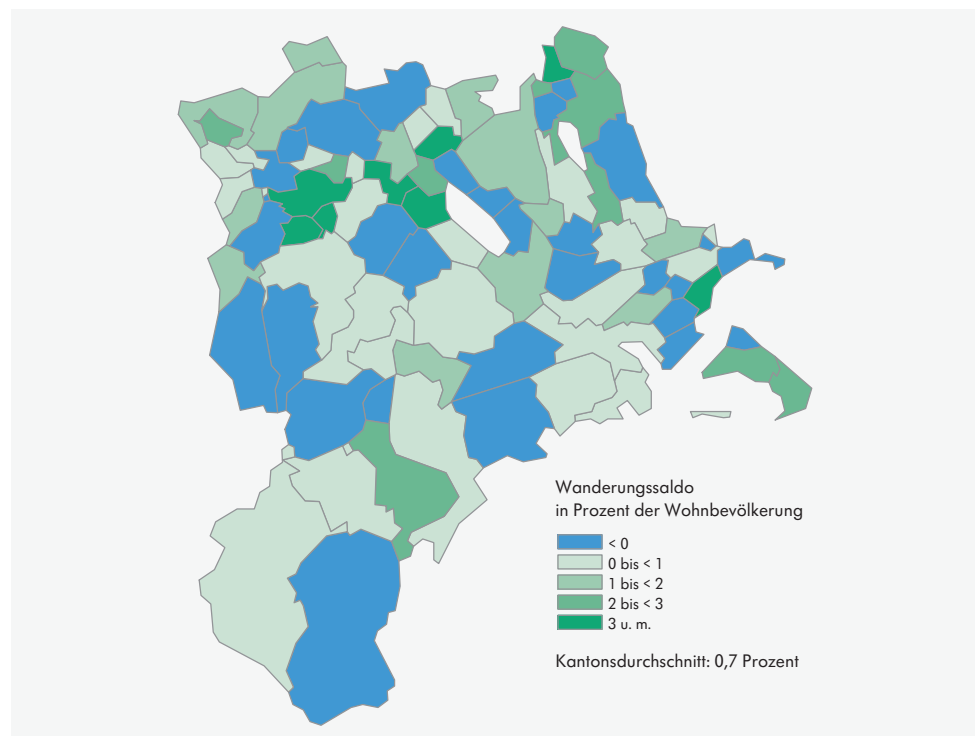 Wanderungssaldo
in Prozent der Wohnbevölkerung
< 0
0 bis < 1
1 bis < 2
2 bis < 3
3 u. m.
Kantonsdurchschnitt: 0,7 Prozent